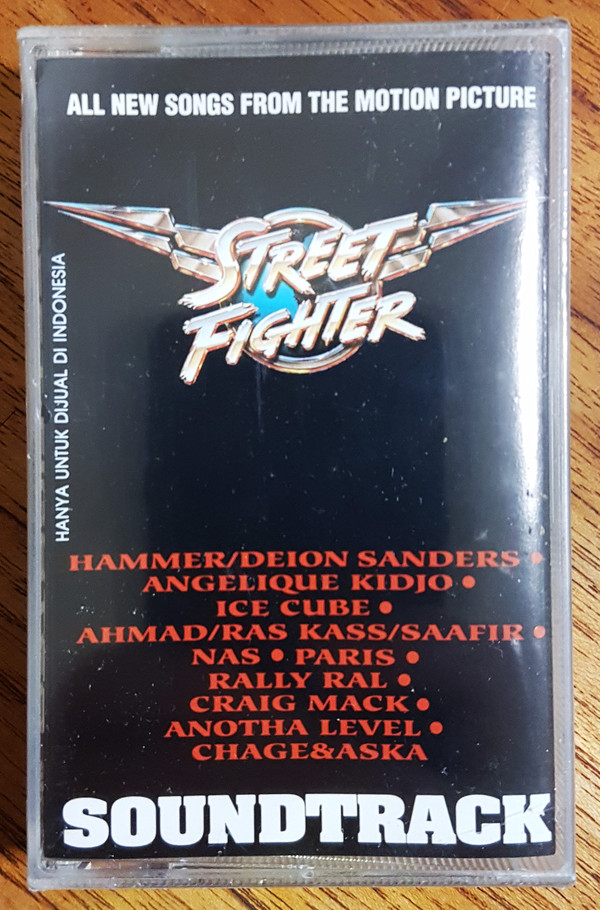 ALL NEW SONGS FROM THE MOTION PICTURE
STREET
FIGHTER
HANYA UNTUK DIJUAL DI INDONESIA
HAMMER/DEION SANDERS •
ANGELIQUE KIDJO •
ICE CUBE •
AHMAD/RAS KASS/SAAFIR •
NAS • PARIS •
RALLY RAL •
CRAIG MACK •
ANOTHA LEVEL •
CHAGE&ASKA
SOUNDTRACK